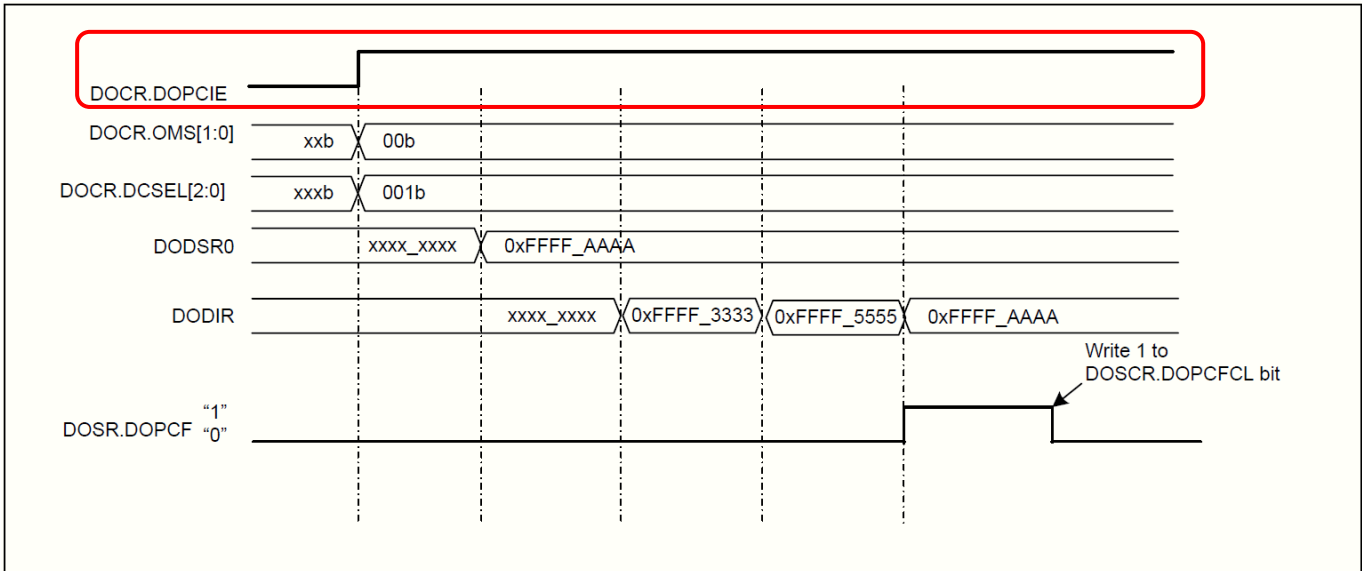 DOCR.DOPCIE
DOCR.OMS[1:0] xxb 00b
DOCR.DCSEL[2:0] xxxb 001b
DODSR0 xxxx_xxxx 0xFFFF_AAAA
DODIR xxxx_xxxx 0xFFFF_3333 0xFFFF_5555 0xFFFF_AAAA
Write 1 to
DOSCR.DOPCFCL bit
“1”
DOSR.DOPCF “0”